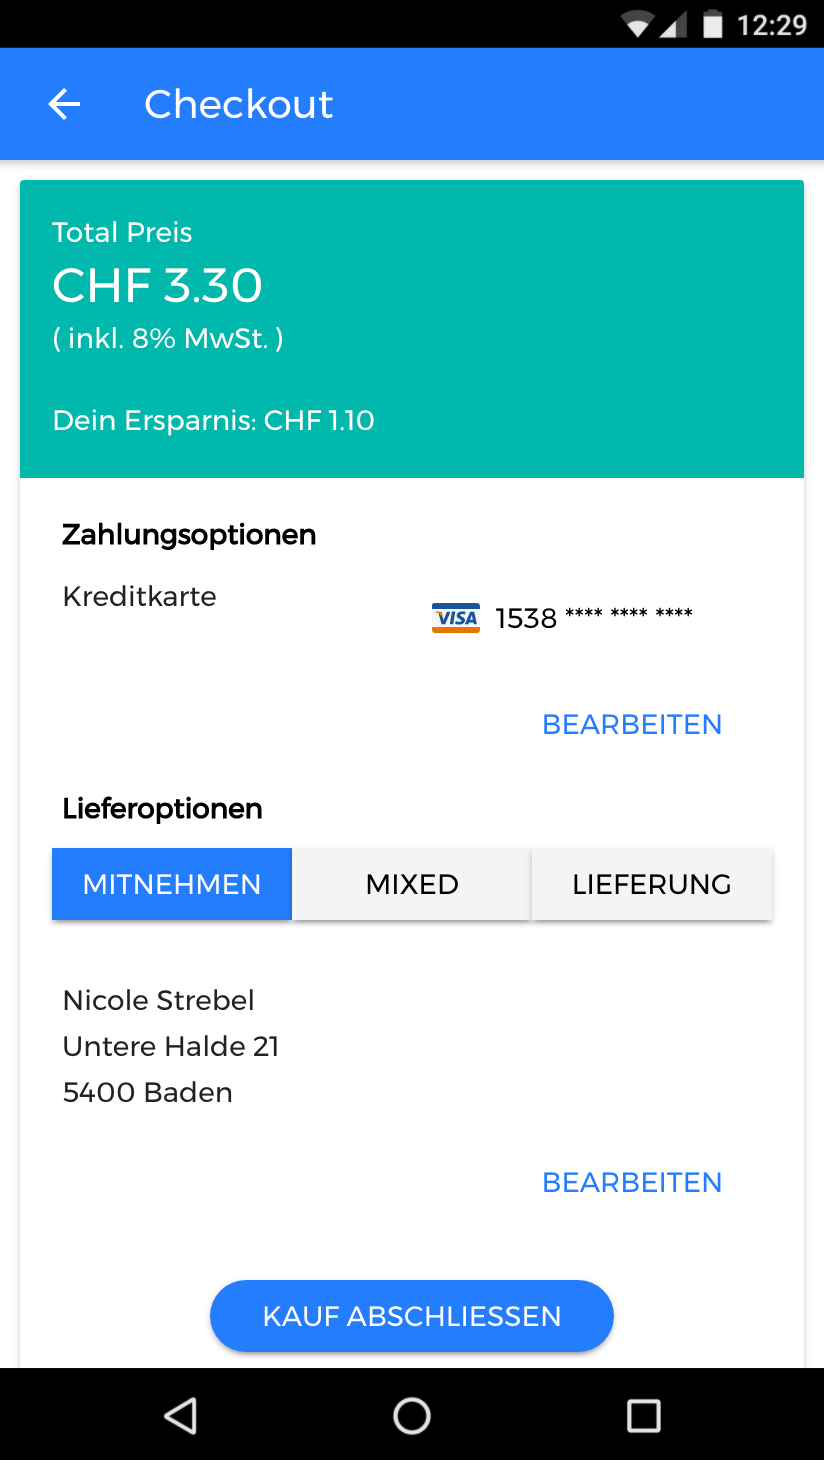 12:29
Checkout
Total Preis
CHF 3.30
( inkl. 8% MwSt. )
Dein Ersparnis: CHF 1.10
Zahlungsoptionen
Kreditkarte
VISA 1538 **** **** ****
BEARBEITEN
Lieferoptionen
MITNEHMEN MIXED LIEFERUNG
Nicole Strebel
Untere Halde 21
5400 Baden
BEARBEITEN
KAUF ABSCHLIESSEN